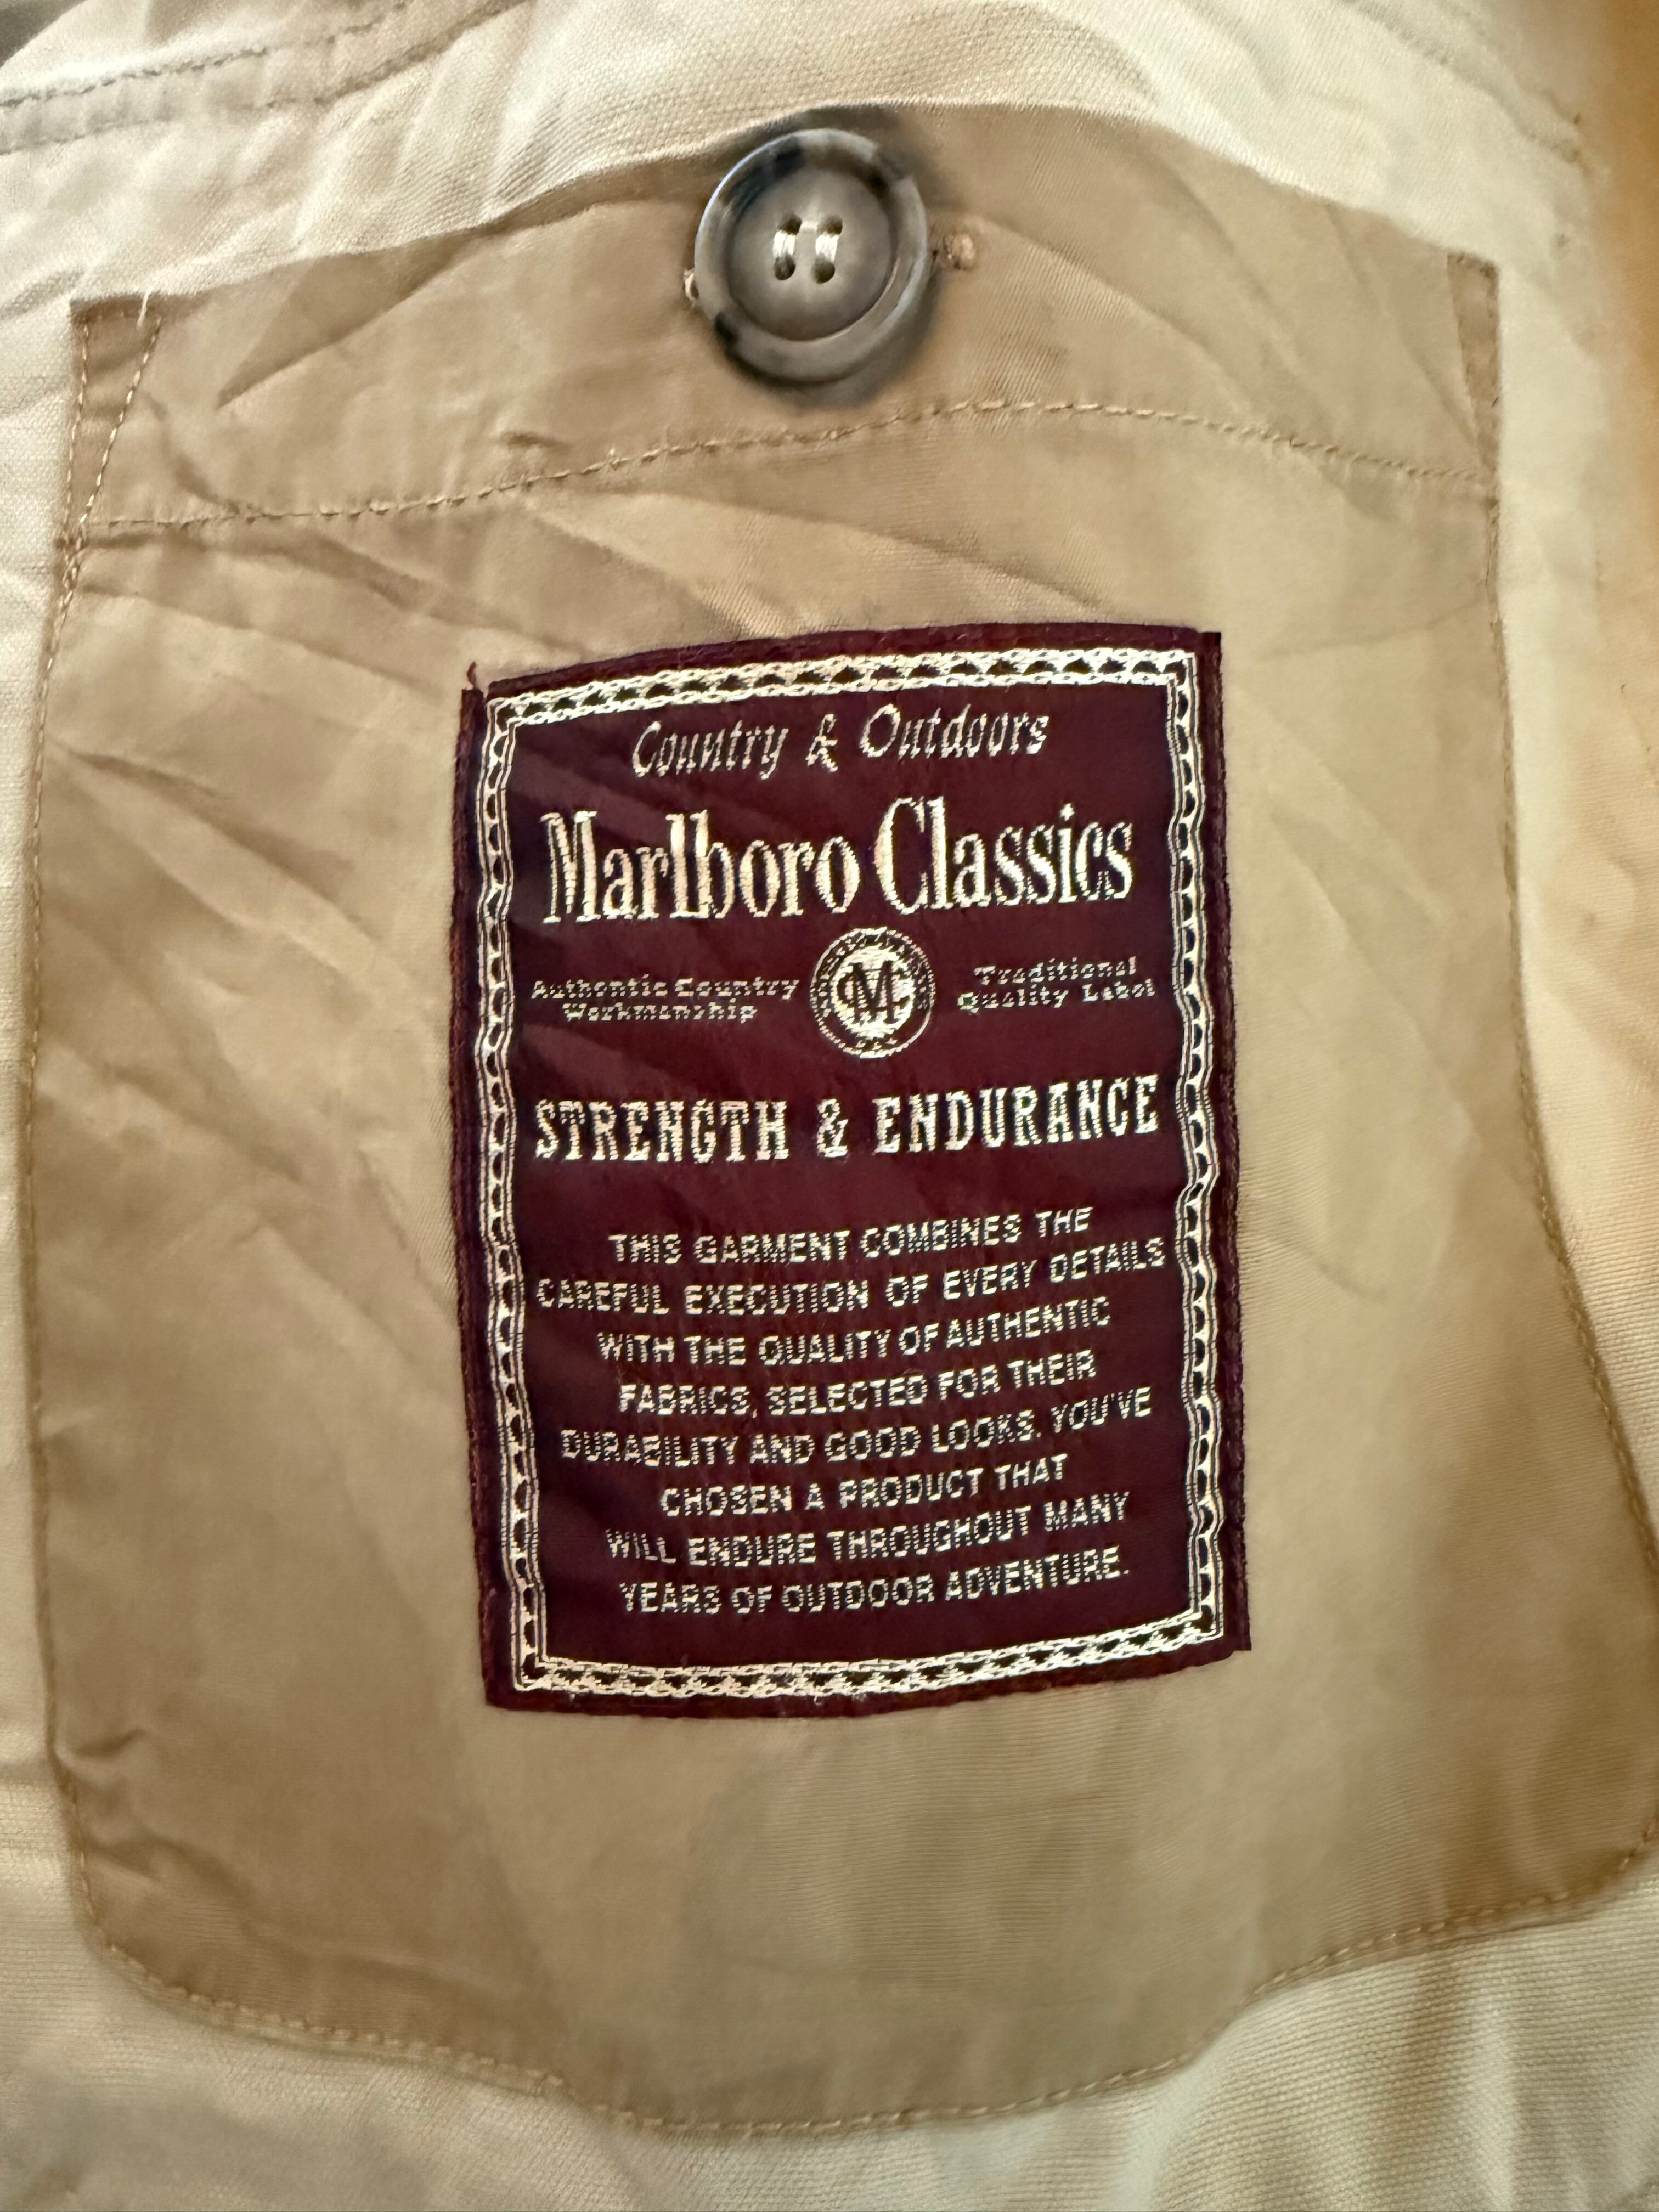 Country & Outdoors
Marlboro Classics
Authentic Country
Workmanship
M
Traditional
Quality Label
STRENGTH & ENDURANCE
THIS GARMENT COMBINES THE
CAREFUL EXECUTION OF EVERY DETAILS
WITH THE QUALITY OF AUTHENTIC
FABRICS, SELECTED FOR THEIR
DURABILITY AND GOOD LOOKS. YOU'VE
CHOSEN A PRODUCT THAT
WILL ENDURE THROUGHOUT MANY
YEARS OF OUTDOOR ADVENTURE.